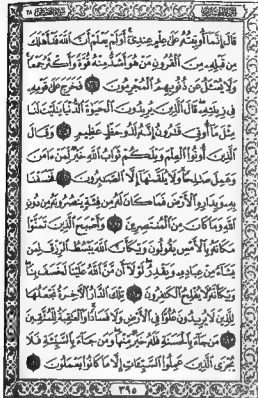 قَالَ إِنَّمَآ أُوتِيتُهُۥ عَلَىٰ عِلْمٍ عِندِىٓ ۚ أَوَلَمْ يَعْلَمْ أَنَّ ٱللَّهَ قَدْ أَهْلَكَ
مِن قَبْلِهِۦ مِنَ ٱلْقُرُونِ مَنْ هُوَ أَشَدُّ مِنْهُ قُوَّةً وَأَكْثَرُ جَمْعًا ۚ
وَلَا يُسْـَٔلُ عَن ذُنُوبِهِمُ ٱلْمُجْرِمُونَ ٧٨ فَخَرَجَ عَلَىٰ قَوْمِهِۦ
فِى زِينَتِهِۦ ۖ قَالَ ٱلَّذِينَ يُرِيدُونَ ٱلْحَيَوٰةَ ٱلدُّنْيَا يَـٰلَيْتَ لَنَا
مِثْلَ مَآ أُوتِىَ قَـٰرُونُ إِنَّهُۥ لَذُو حَظٍّ عَظِيمٍ ٧٩ وَقَالَ
ٱلَّذِينَ أُوتُوا۟ ٱلْعِلْمَ وَيْلَكُمْ ثَوَابُ ٱللَّهِ خَيْرٌ لِّمَنْ ءَامَنَ
وَعَمِلَ صَـٰلِحًا وَلَا يُلَقَّىٰهَآ إِلَّا ٱلصَّـٰبِرُونَ ٨٠ فَخَسَفْنَا
بِهِۦ وَبِدَارِهِ ٱلْأَرْضَ فَمَا كَانَ لَهُۥ مِن فِئَةٍ يَنصُرُونَهُۥ مِن دُونِ
ٱللَّهِ وَمَا كَانَ مِنَ ٱلْمُنتَصِرِينَ ٨١ وَأَصْبَحَ ٱلَّذِينَ تَمَنَّوْا۟
مَكَانَهُۥ بِٱلْأَمْسِ يَقُولُونَ وَيْكَأَنَّ ٱللَّهَ يَبْسُطُ ٱلرِّزْقَ لِمَن
يَشَآءُ مِنْ عِبَادِهِۦ وَيَقْدِرُ ۖ لَوْلَآ أَن مَّنَّ ٱللَّهُ عَلَيْنَا لَخَسَفَ بِنَا ۖ
وَيْكَأَنَّهُۥ لَا يُفْلِحُ ٱلْكَـٰفِرُونَ ٨٢ تِلْكَ ٱلدَّارُ ٱلْـَٔاخِرَةُ نَجْعَلُهَا
لِلَّذِينَ لَا يُرِيدُونَ عُلُوًّا فِى ٱلْأَرْضِ وَلَا فَسَادًا ۚ وَٱلْعَـٰقِبَةُ لِلْمُتَّقِينَ
٨٣ مَن جَآءَ بِٱلْحَسَنَةِ فَلَهُۥ خَيْرٌ مِّنْهَا ۖ وَمَن جَآءَ بِٱلسَّيِّئَةِ فَلَا
يُجْزَى ٱلَّذِينَ عَمِلُوا۟ ٱلسَّيِّـَٔاتِ إِلَّا مَا كَانُوا۟ يَعْمَلُونَ ٨٤
٣٩٥